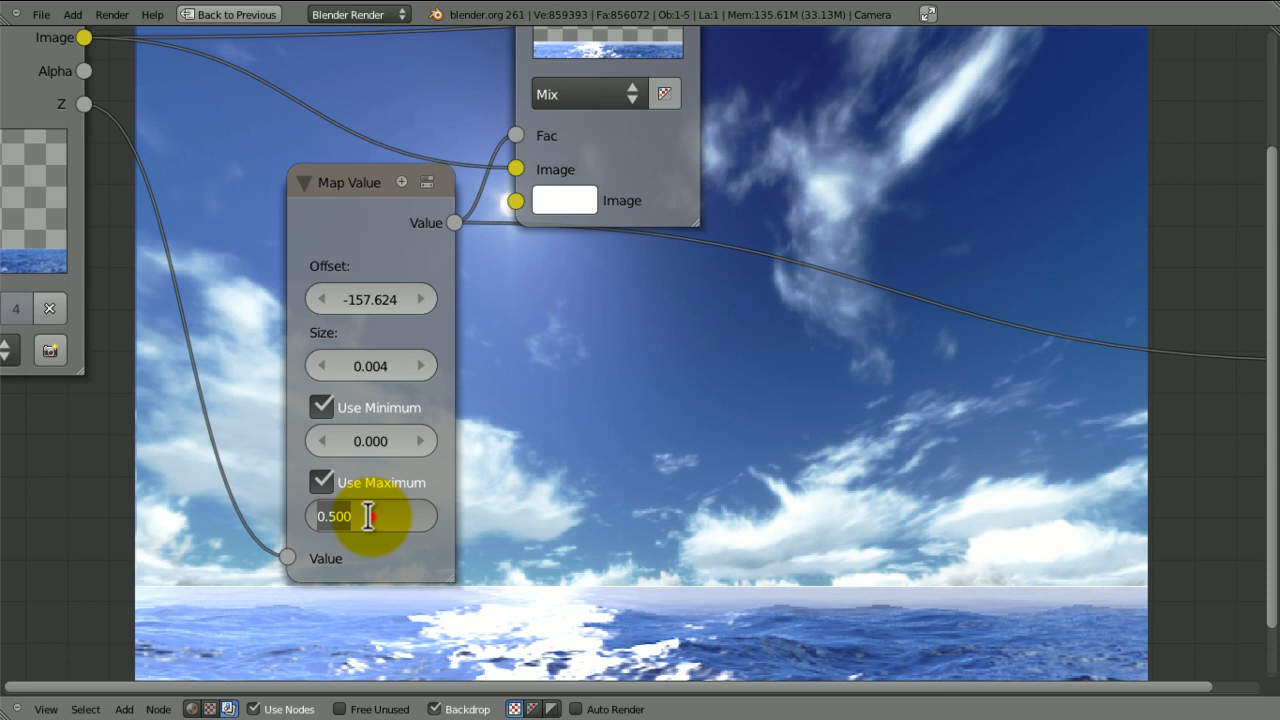 File Add Render Help Back to Previous Blender Render blender.org 261 | Ve:859393 | Fa:856072 | Ob:1-5 | La:1 | Mem:135.61M (33.13M) | Camera
Image
Alpha
Z
Mix
Fac
Image
Image
Map Value
Value
Offset:
-157.624
Size:
0.004
Use Minimum
0.000
Use Maximum
0.500
Value
4
View Select Add Node Use Nodes Free Unused Backdrop Auto Render